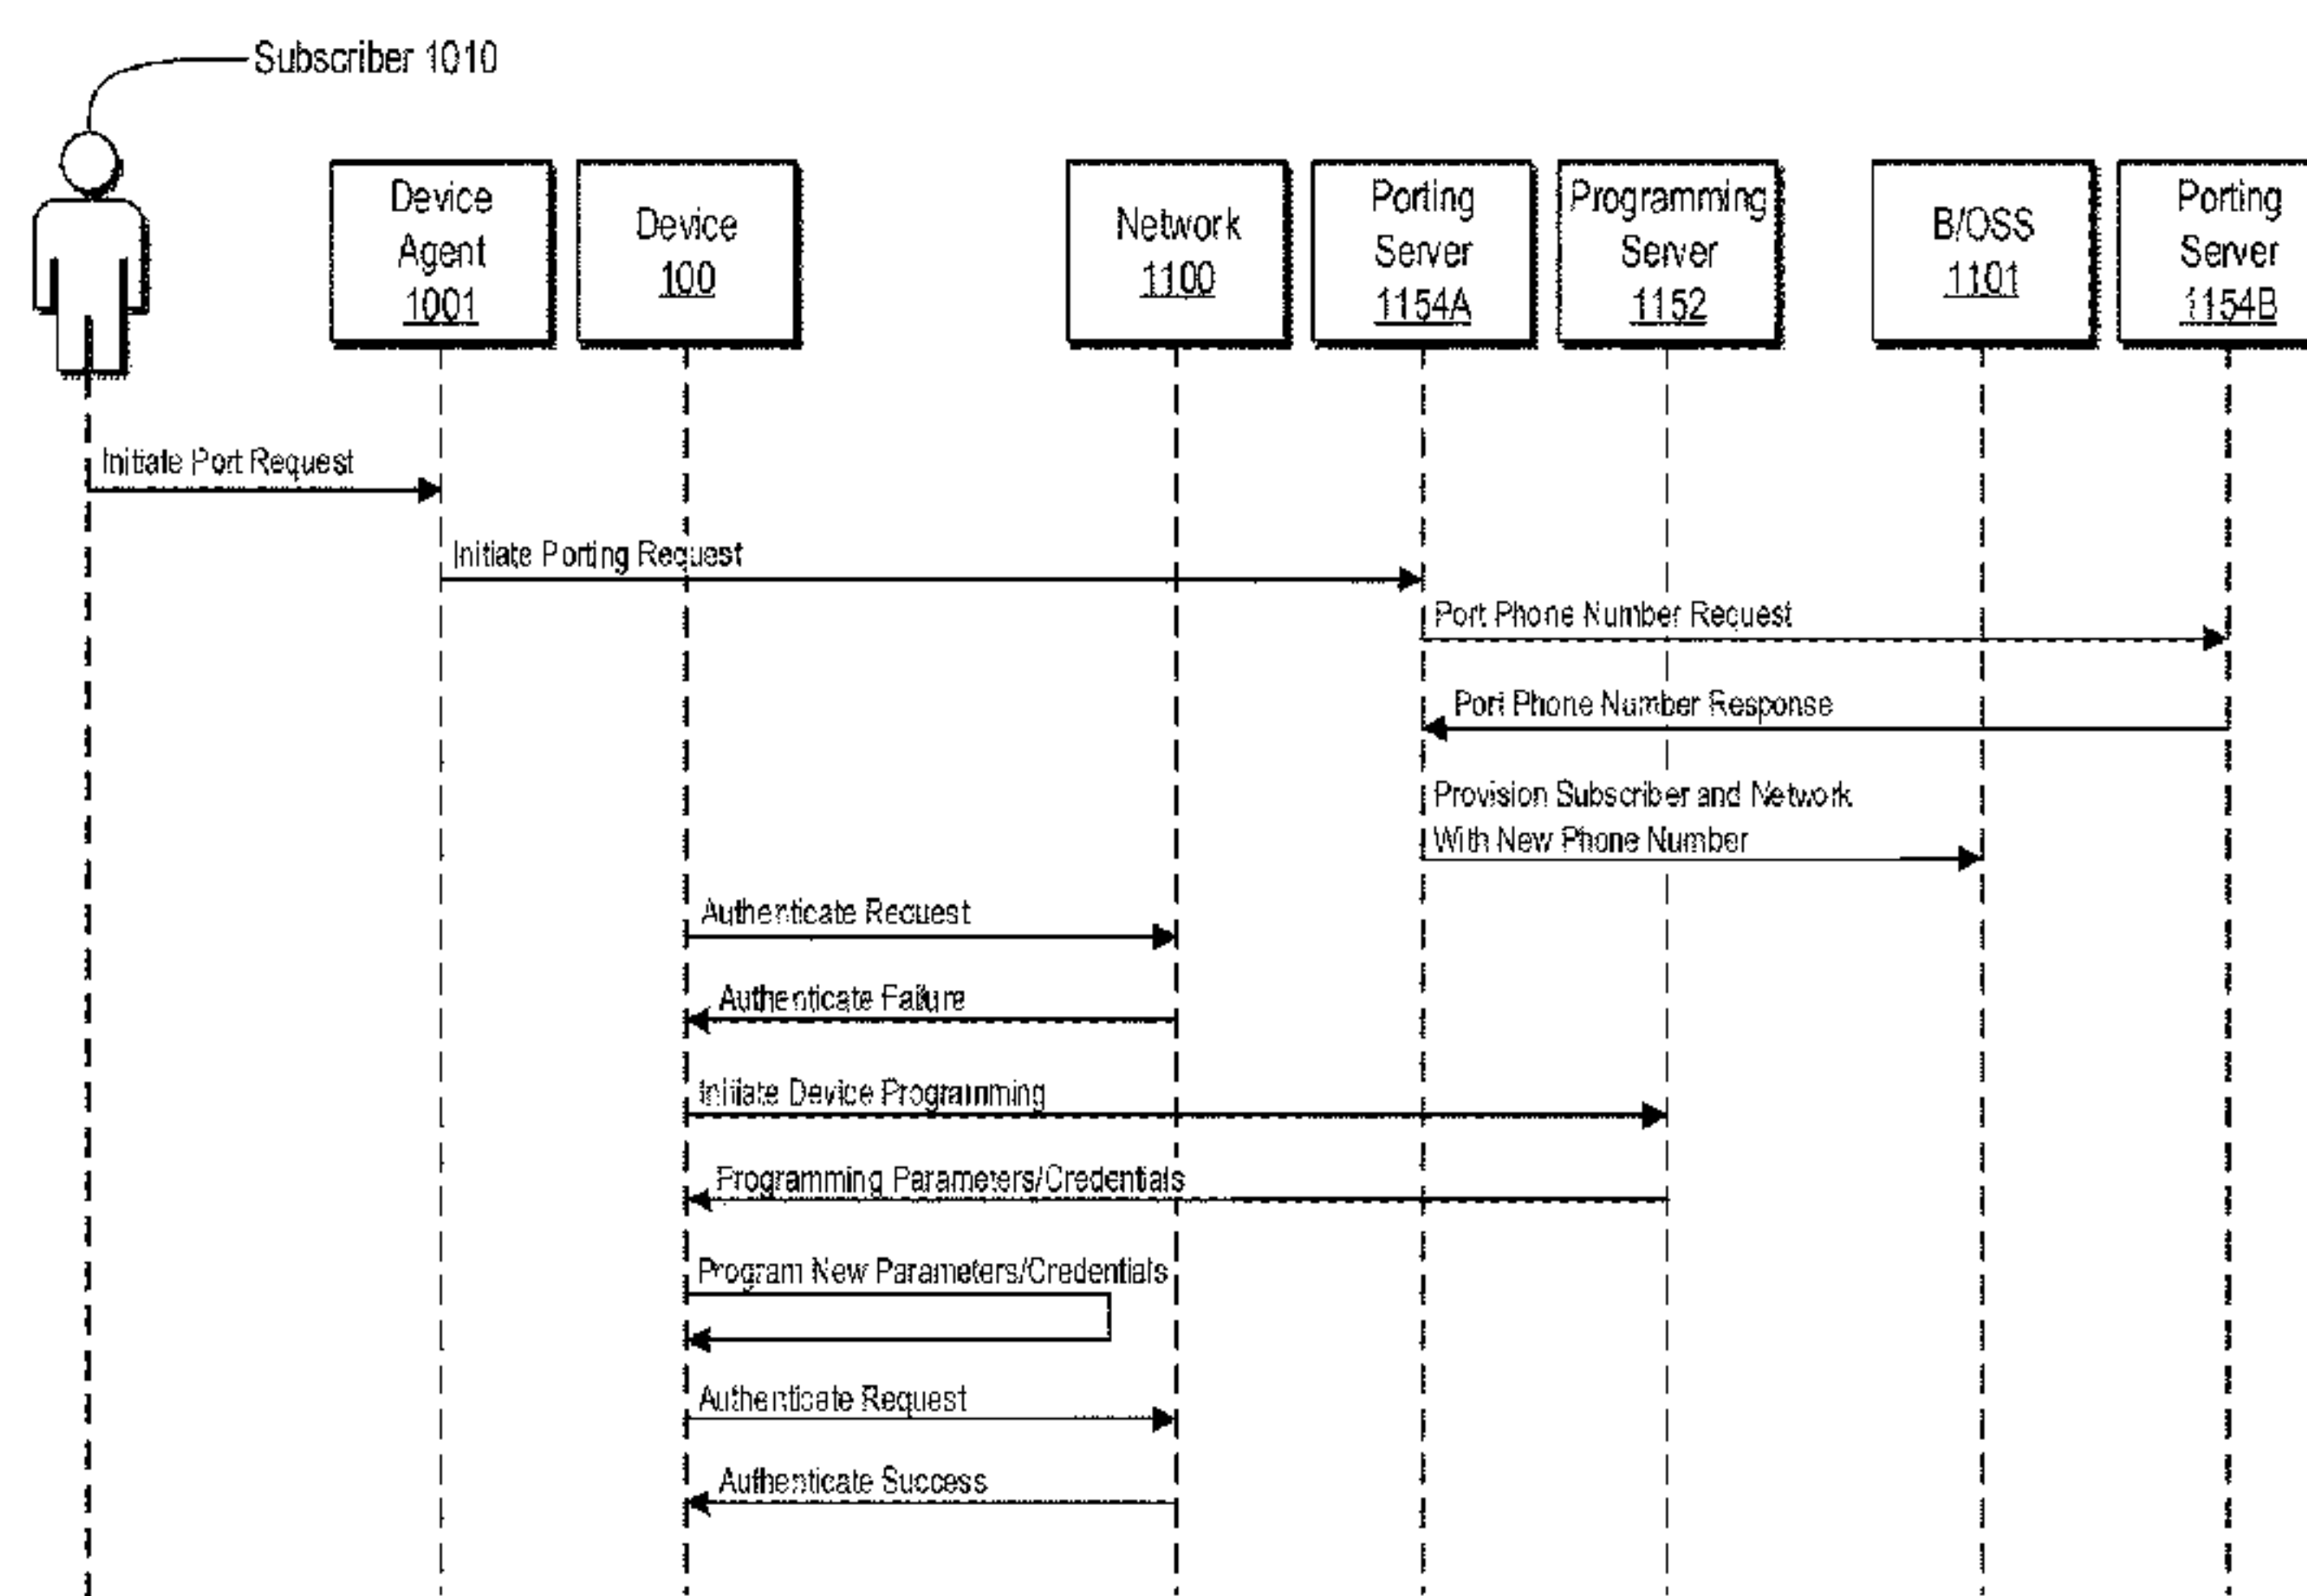 Subscriber 1010
Device
Agent
1001
Device
100
Network
1100
Porting
Server
1154A
Programming
Server
1152
B/OSS
1101
Porting
Server
1154B
Initiate Port Request
Initiate Porting Request
Port Phone Number Request
Port Phone Number Response
Provision Subscriber and Network
With New Phone Number
Authenticate Request
Authenticate Failure
Initiate Device Programming
Programming Parameters/Credentials
Program New Parameters/Credentials
Authenticate Request
Authenticate Success